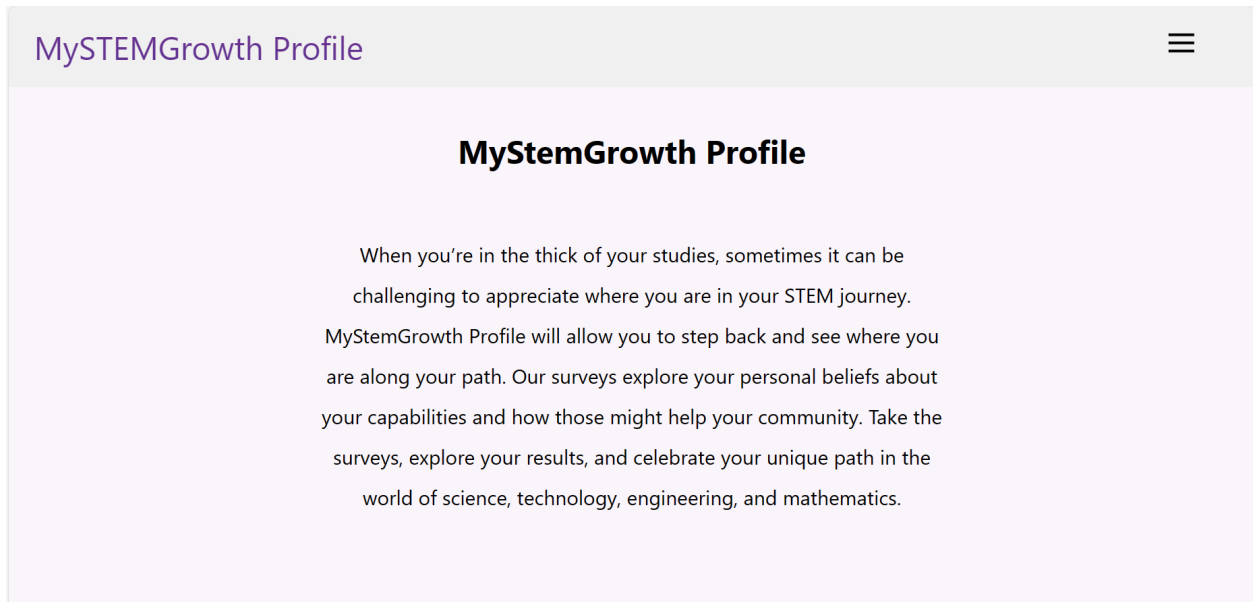 MySTEMGrowth Profile
MyStemGrowth Profile
When you’re in the thick of your studies, sometimes it can be
challenging to appreciate where you are in your STEM journey.
MyStemGrowth Profile will allow you to step back and see where you
are along your path. Our surveys explore your personal beliefs about
your capabilities and how those might help your community. Take the
surveys, explore your results, and celebrate your unique path in the
world of science, technology, engineering, and mathematics.